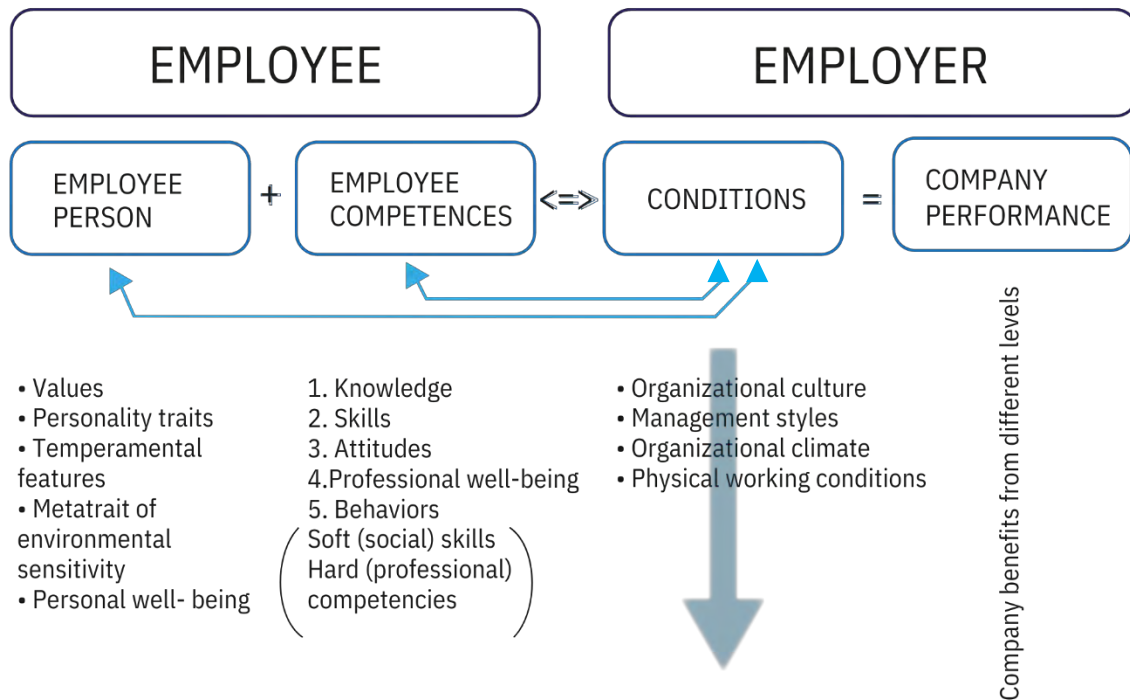 EMPLOYEE
EMPLOYER
EMPLOYEE
PERSON
+
EMPLOYEE
COMPETENCES
<=>
CONDITIONS
=
COMPANY
PERFORMANCE
• Values
• Personality traits
• Temperamental
features
• Metatrait of
environmental
sensitivity
• Personal well- being
1. Knowledge
2. Skills
3. Attitudes
4.Professional well-being
5. Behaviors
Soft (social) skills
Hard (professional)
competencies
• Organizational culture
• Management styles
• Organizational climate
• Physical working conditions
Company benefits from different levels